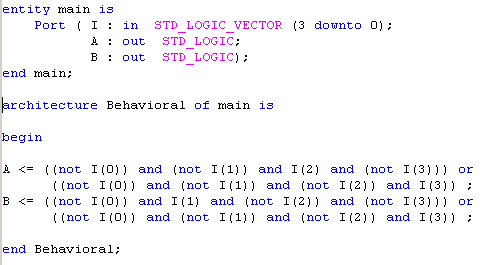 entity main is
    Port ( I : in  STD_LOGIC_VECTOR (3 downto 0);
           A : out  STD_LOGIC;
           B : out  STD_LOGIC);
end main;
architecture Behavioral of main is
begin
A <= ((not I(0)) and (not I(1)) and I(2) and (not I(3))) or
      ((not I(0)) and (not I(1)) and (not I(2)) and I(3)) ;
B <= ((not I(0)) and I(1) and (not I(2)) and (not I(3))) or
      ((not I(0)) and (not I(1)) and (not I(2)) and I(3)) ;
end Behavioral;